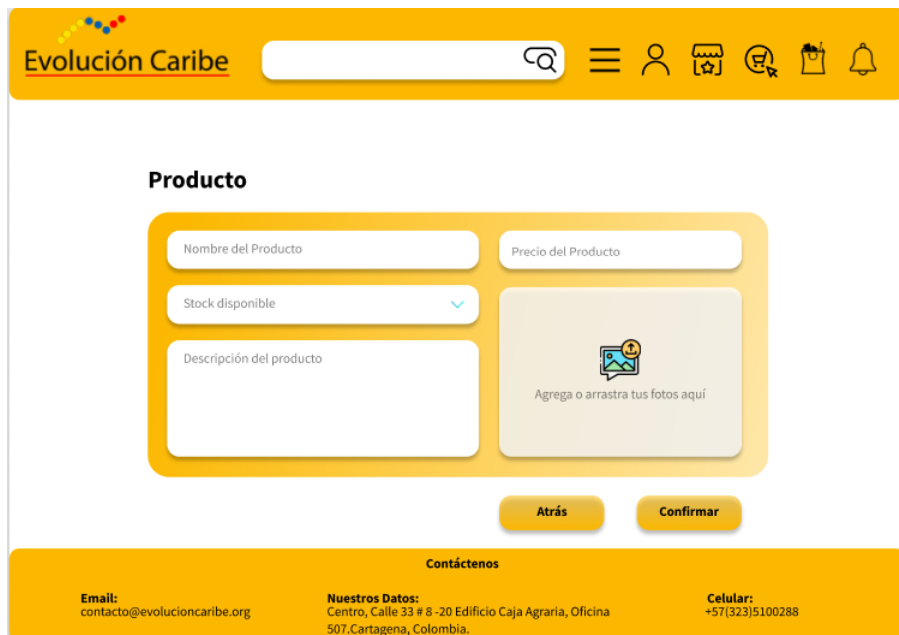 Evolución Caribe
Producto
Nombre del Producto
Precio del Producto
Stock disponible
Descripción del producto
Agrega o arrastra tus fotos aquí
Atrás
Confirmar
Contáctenos
Email:
contacto@evolucioncaribe.org
Nuestros Datos:
Centro, Calle 33 # 8 -20 Edificio Caja Agraria, Oficina
507.Cartagena, Colombia.
Celular:
+57(323)5100288